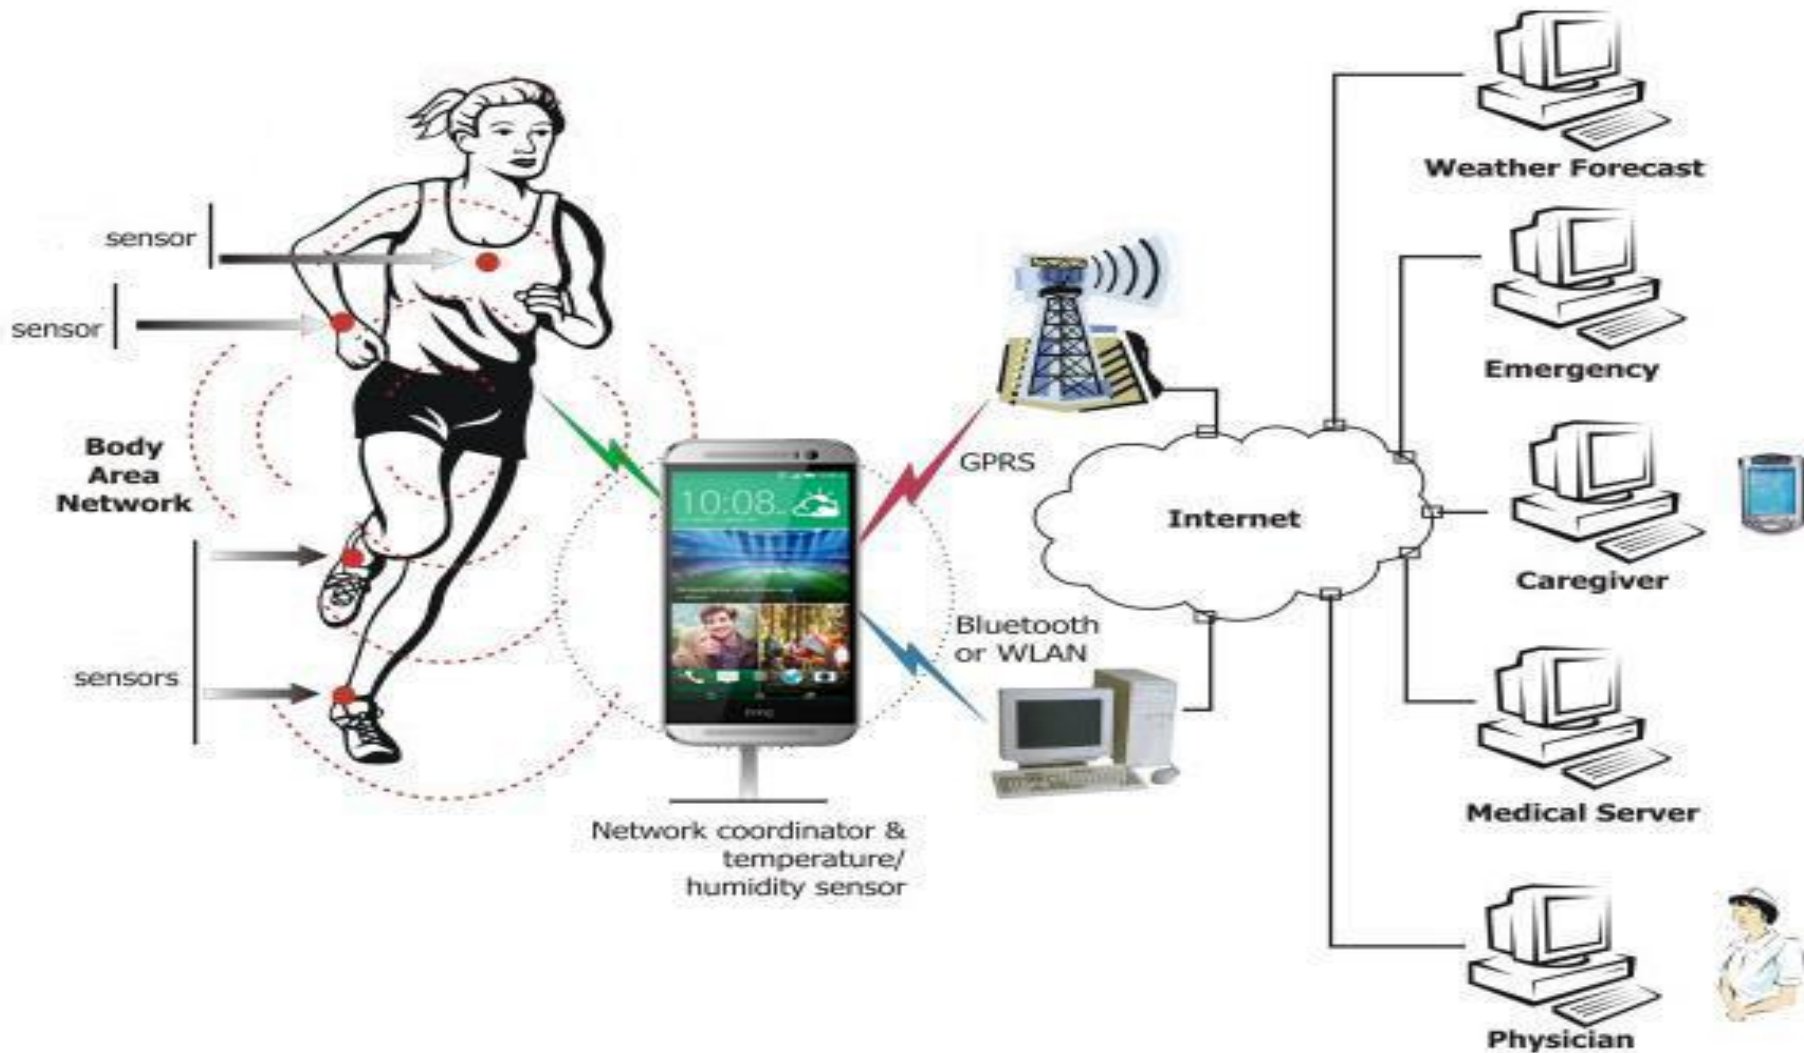 sensor
sensor
Body
Area
Network
sensors
10:08
Network coordinator &
temperature/
humidity sensor
GPRS
Bluetooth
or WLAN
Internet
Weather Forecast
Emergency
Caregiver
Medical Server
Physician